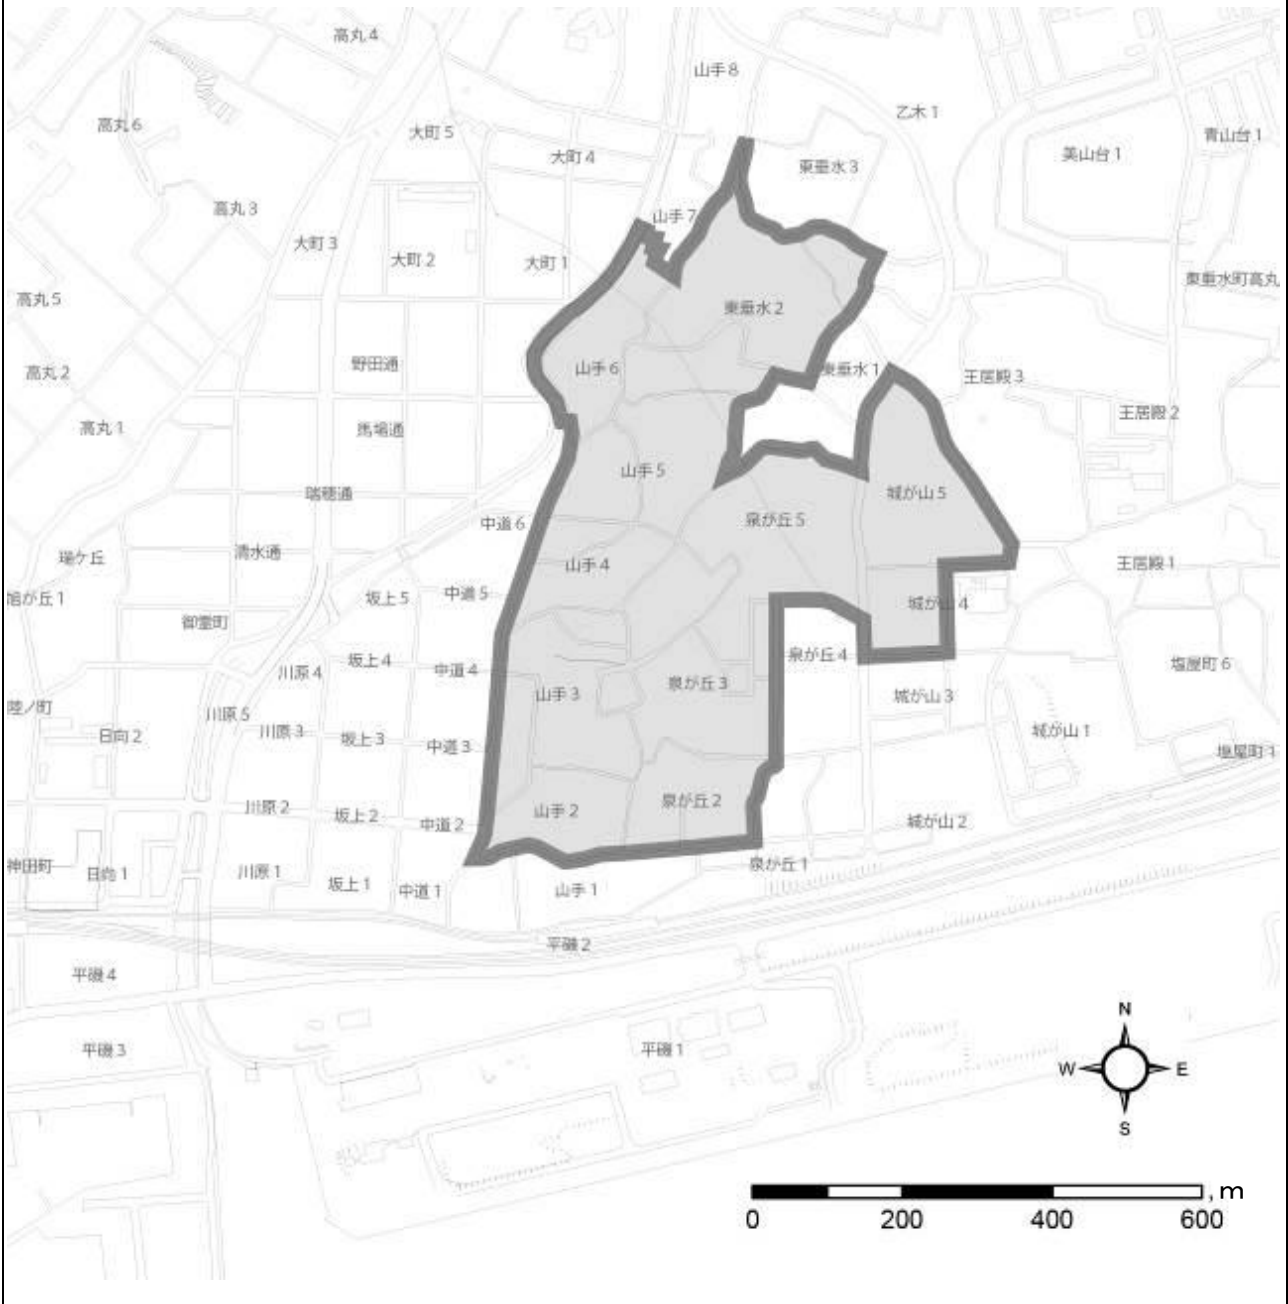 高丸 4
山手 8
乙木 1
高丸 6
大町 5
青山台 1
大町 4
美山台 1
東垂水 3
高丸 3
山手 7
大町 3
大町 2
大町 1
東垂水町高丸
高丸 5
東垂水 2
野田通
山手 6
東垂水 1
高丸 2
王居殿 3
王居殿 2
高丸 1
馬場通
山手 5
瑞穂通
城が山 5
中道 6
泉が丘 5
清水通
瑞ケ丘
山手 4
王居殿 1
旭が丘 1
坂上 5
中道 5
城が山 4
御霊町
坂上 4
中道 4
泉が丘 4
塩屋町 6
川原 4
泉が丘 3
山手 3
城が山 3
陸ノ町
川原 5
川原 3
日向 2
坂上 3
中道 3
城が山 1
塩屋町 1
川原 2
泉が丘 2
坂上 2
山手 2
中道 2
城が山 2
神田町
日向 1
川原 1
泉が丘 1
坂上 1
中道 1
山手 1
平磯 2
平磯 4
平磯 3
平磯 1
N
W E
S
, m
0 200 400 600